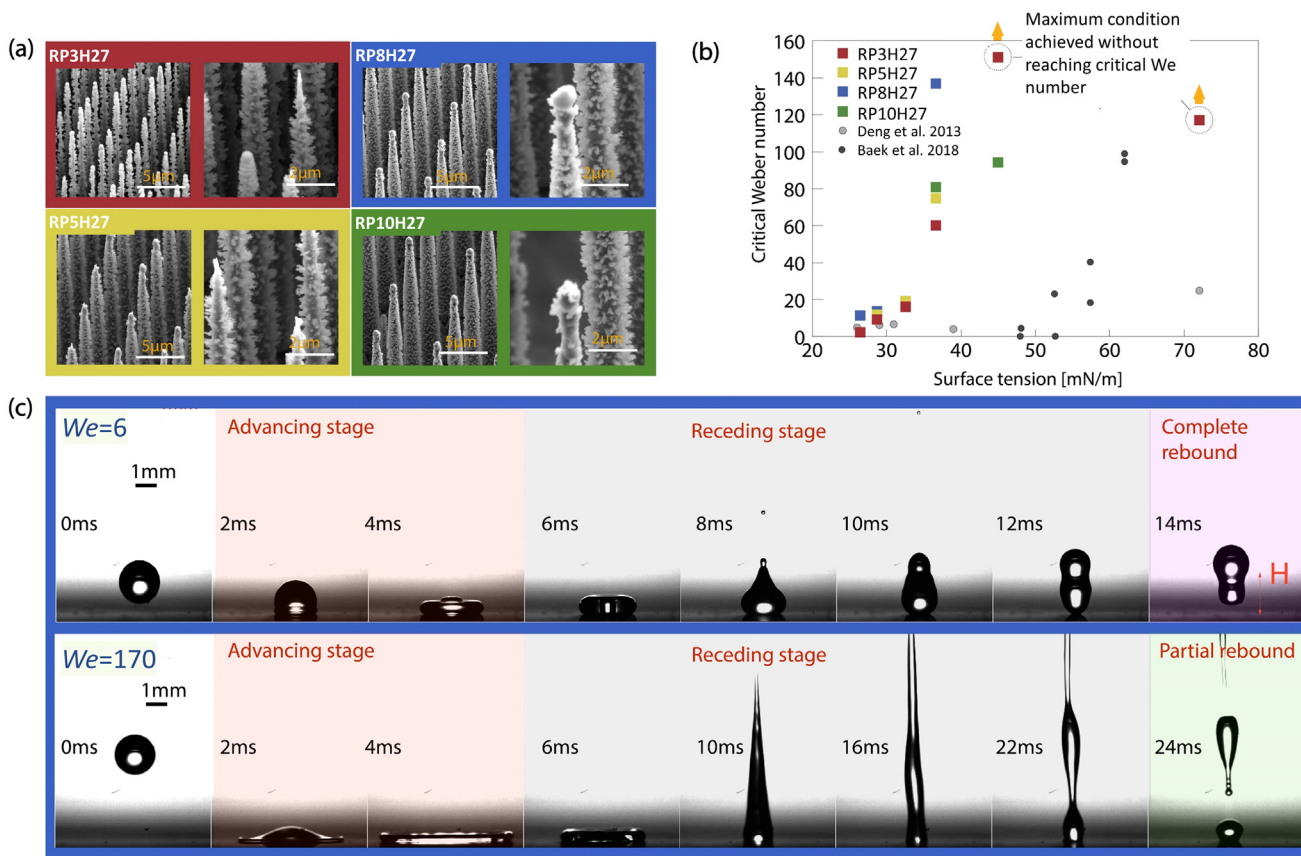 (a)
RP3H27
5μm
2μm
RP8H27
5μm
2μm
RP5H27
5μm
2μm
RP10H27
5μm
2μm
(b)
Critical Weber number
160
140
120
100
80
60
40
20
0
20
30
40
50
60
70
80
Surface tension [mN/m]
RP3H27
RP5H27
RP8H27
RP10H27
Deng et al. 2013
Baek et al. 2018
Maximum condition
achieved without
reaching critical We
number
(c)
We=6
1mm
Advancing stage
Receding stage
Complete
rebound
0ms
2ms
4ms
6ms
8ms
10ms
12ms
14ms
H
We=170
1mm
Advancing stage
Receding stage
Partial rebound
0ms
2ms
4ms
6ms
10ms
16ms
22ms
24ms